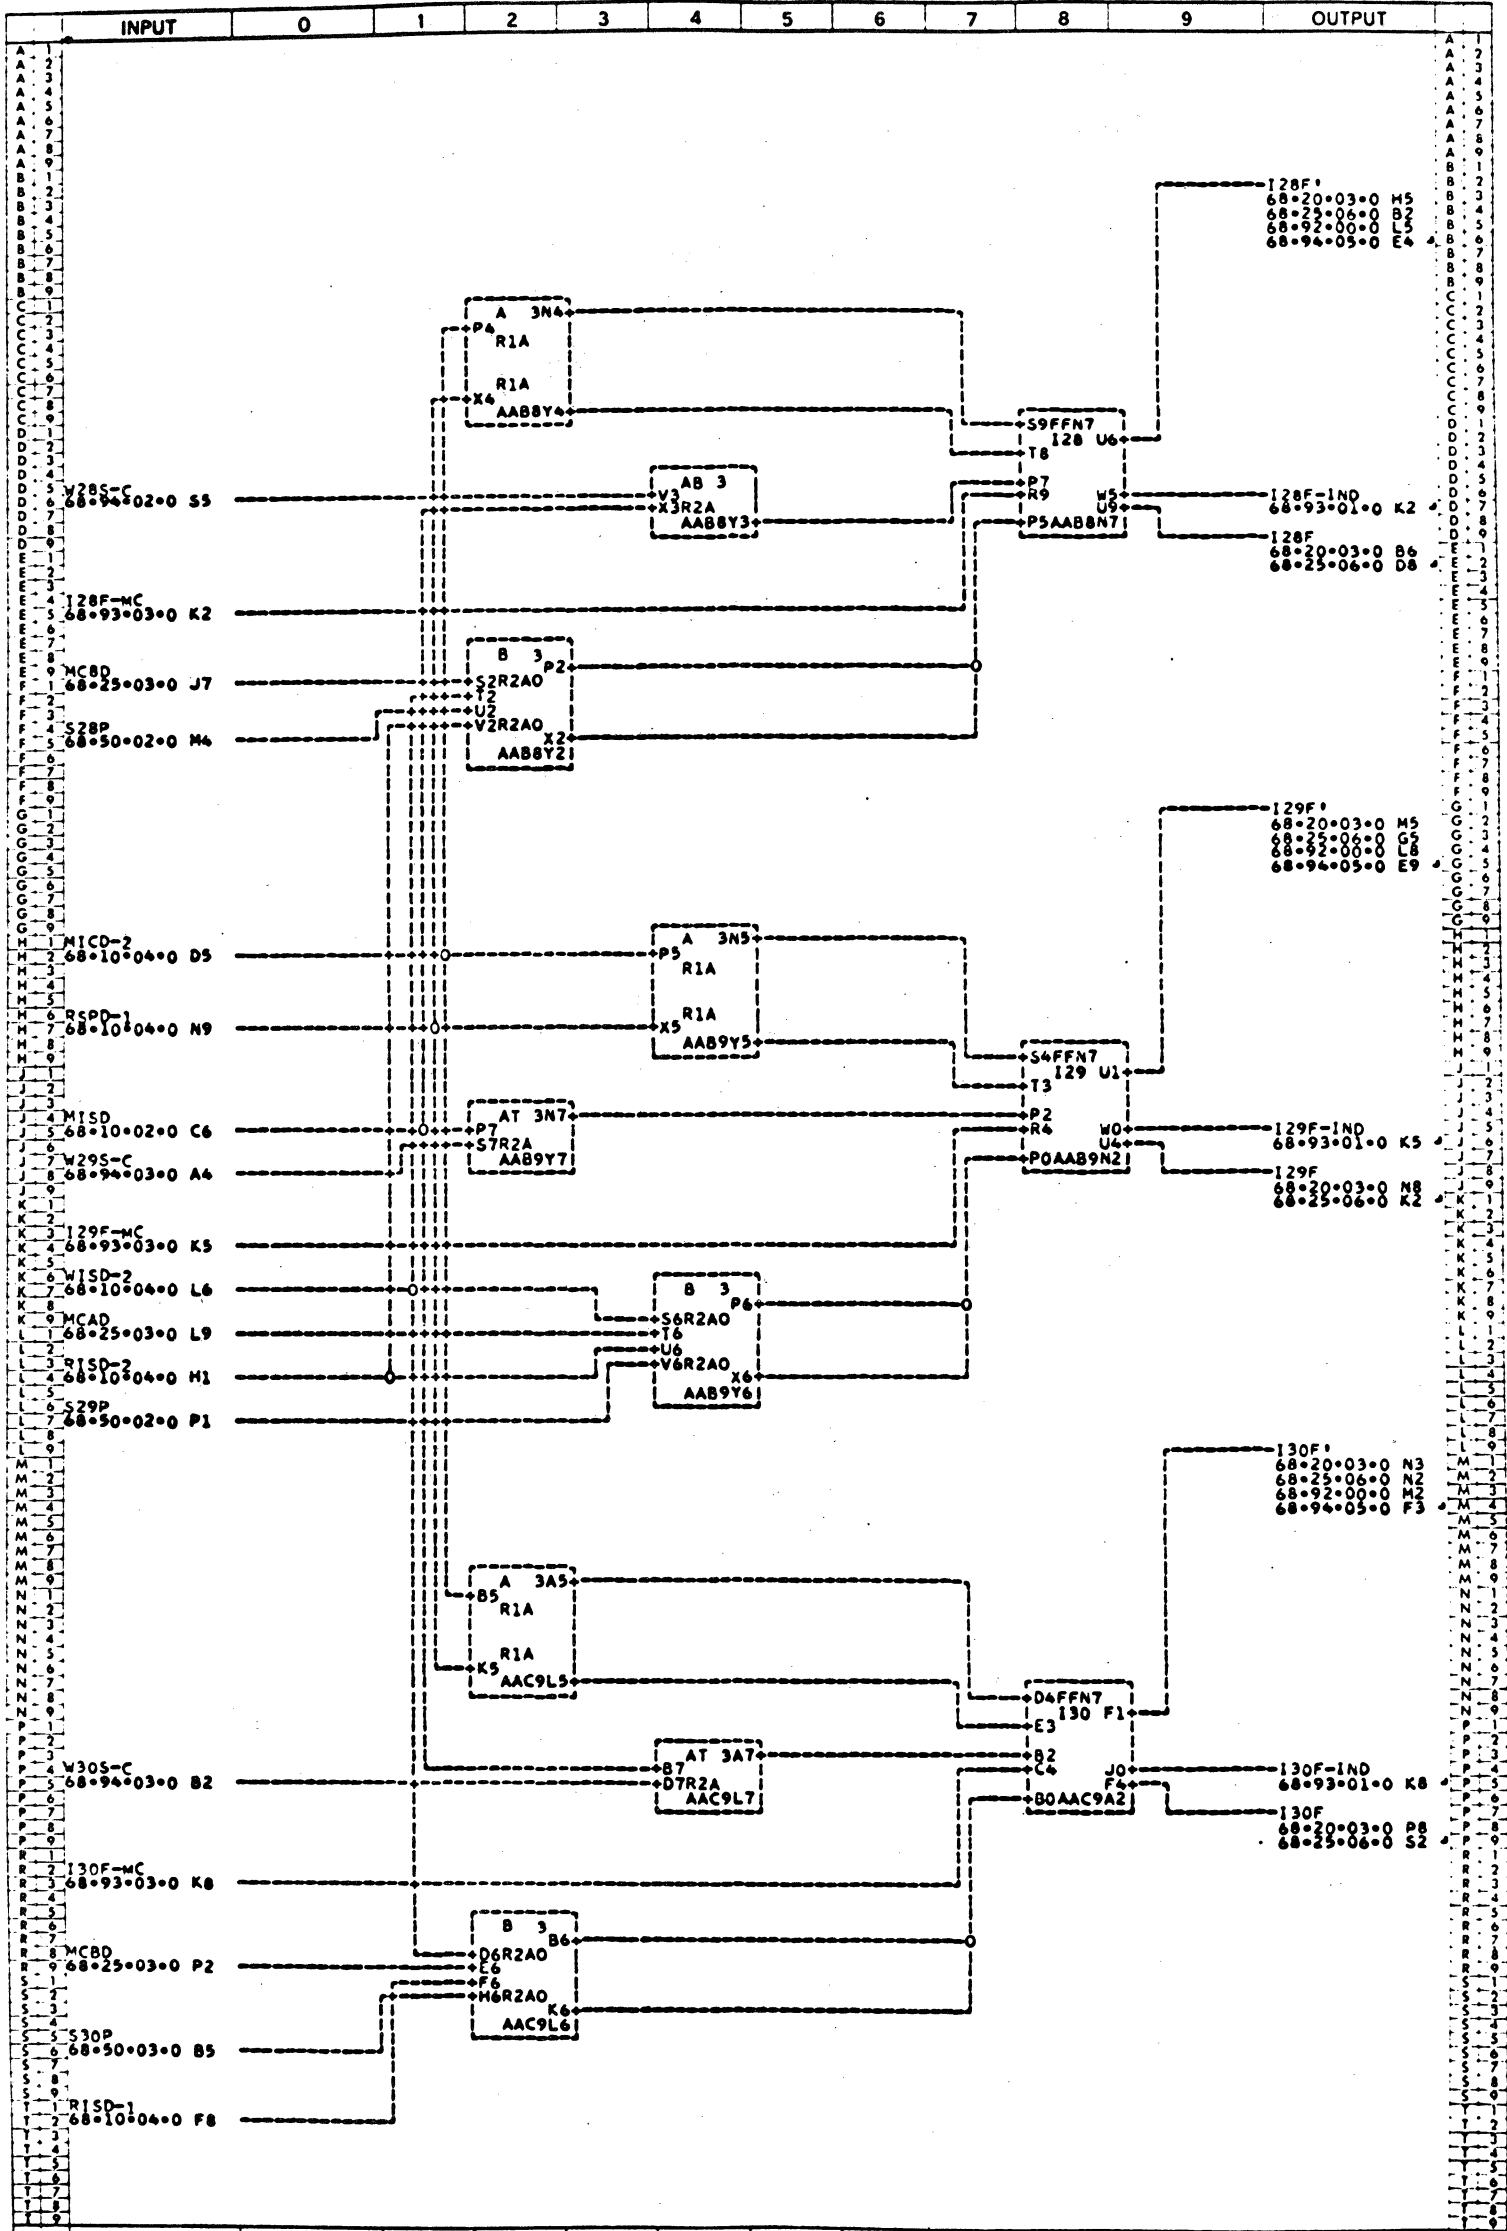 INPUT 0 1 2 3 4 5 6 7 8 9 OUTPUT
I28F'
68•20•03•0 H5
68•25•06•0 B2
68•92•00•0 L5
68•94•05•0 E4
A 3N4
P4
R1A
R1A
X4
AAB8Y4
S9FFN7
I28 U6
T8
W28S-C
68•94•02•0 S5
AB 3
V3
X3R2A
AAB8Y3
P7
R9 W5
U9
P5AAB8N7
I28F-IND
68•93•01•0 K2
I28F
68•20•03•0 B6
68•25•06•0 D8
I28F-MC
68•93•03•0 K2
MCBD
68•25•03•0 J7
B 3
P2
S2R2AO
T2
U2
V2R2AO
X2
AAB8Y2
S28P
68•50•02•0 M4
I29F'
68•20•03•0 M5
68•25•06•0 G5
68•92•00•0 L8
68•94•05•0 E9
MICD-2
68•10•04•0 D5
A 3N5
P5
R1A
R1A
X5
AAB9Y5
RSPD-1
68•10•04•0 N9
S4FFN7
I29 U1
T3
P2
R4 W0
U4
P0AAB9N2
MISD
68•10•02•0 C6
AT 3N7
P7
S7R2A
AAB9Y7
W29S-C
68•94•03•0 A4
I29F-IND
68•93•01•0 K5
I29F
68•20•03•0 N8
68•25•06•0 K2
I29F-MC
68•93•03•0 K5
WISD-2
68•10•04•0 L6
MCAD
68•25•03•0 L9
RISD-2
68•10•04•0 H1
S29P
68•50•02•0 P1
B 3
P6
S6R2AO
T6
U6
V6R2AO
X6
AAB9Y6
I30F'
68•20•03•0 N3
68•25•06•0 N2
68•92•00•0 M2
68•94•05•0 F3
A 3A5
B5
R1A
R1A
K5
AAC9L5
D4FFN7
I30 F1
E3
B2
C4 J0
F4
B0AAC9A2
W30S-C
68•94•03•0 B2
AT 3A7
B7
D7R2A
AAC9L7
I30F-IND
68•93•01•0 K8
I30F
68•20•03•0 P8
68•25•06•0 S2
I30F-MC
68•93•03•0 K8
MCBD
68•25•03•0 P2
B 3
B6
D6R2AO
E6
F6
H6R2AO
K6
AAC9L6
S30P
68•50•03•0 B5
RISD-1
68•10•04•0 F8